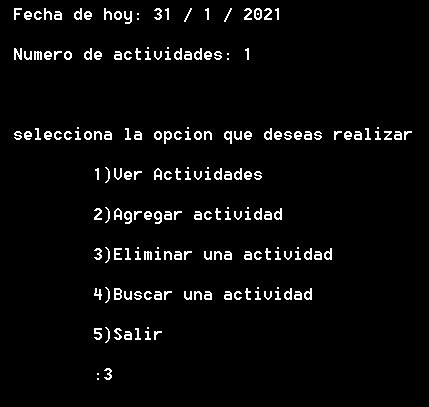 Fecha de hoy: 31 / 1 / 2021
Numero de actividades: 1
selecciona la opcion que deseas realizar
1)Ver Actividades
2)Agregar actividad
3)Eliminar una actividad
4)Buscar una actividad
5)Salir
:3